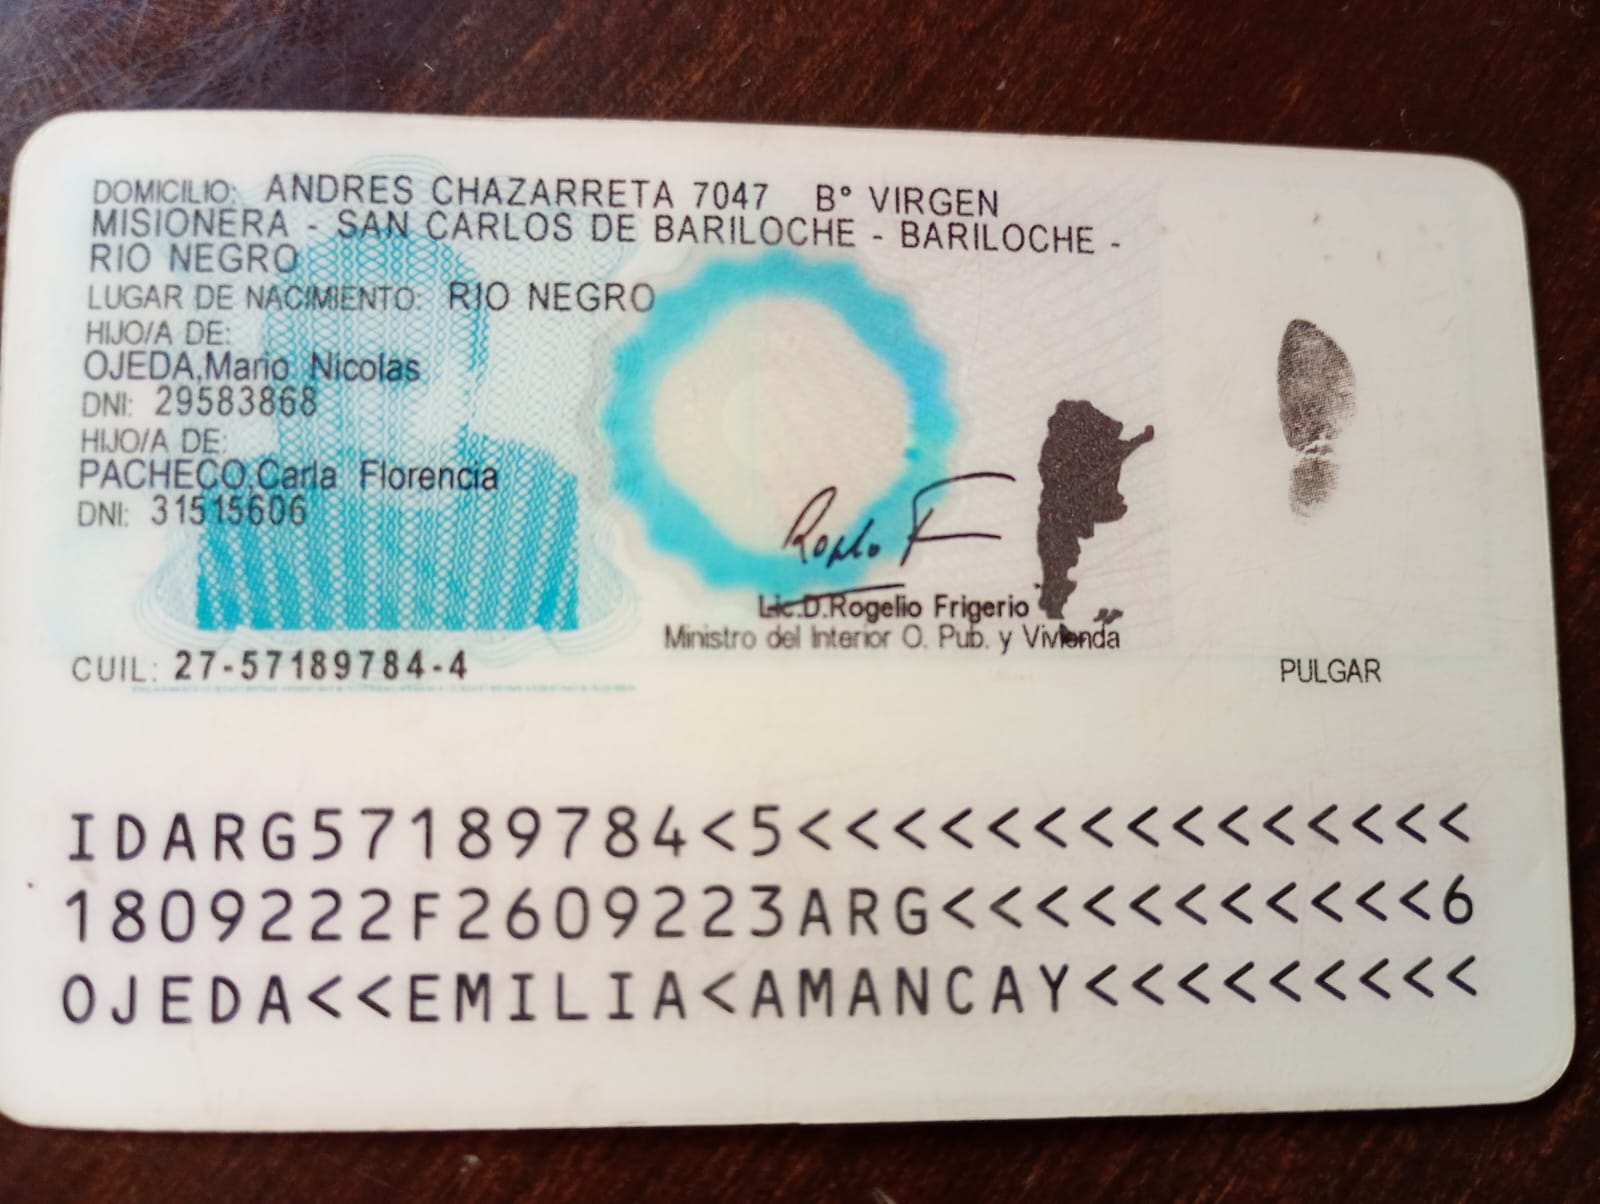 DOMICILIO: ANDRES CHAZARRETA 7047 B° VIRGEN
MISIONERA - SAN CARLOS DE BARILOCHE - BARILOCHE -
RIO NEGRO
LUGAR DE NACIMIENTO: RIO NEGRO
HIJO/A DE:
OJEDA,Mario Nicolas
DNI: 29583868
HIJO/A DE:
PACHECO,Carla Florencia
DNI: 31515606
Lic.D.Rogelio Frigerio
Ministro del Interior O. Pub. y Vivienda
CUIL: 27-57189784-4
PULGAR
IDARG57189784<5<<<<<<<<<<<<<<<
1809222F2609223ARG<<<<<<<<<<<6
OJEDA<<EMILIA<AMANCAY<<<<<<<<<